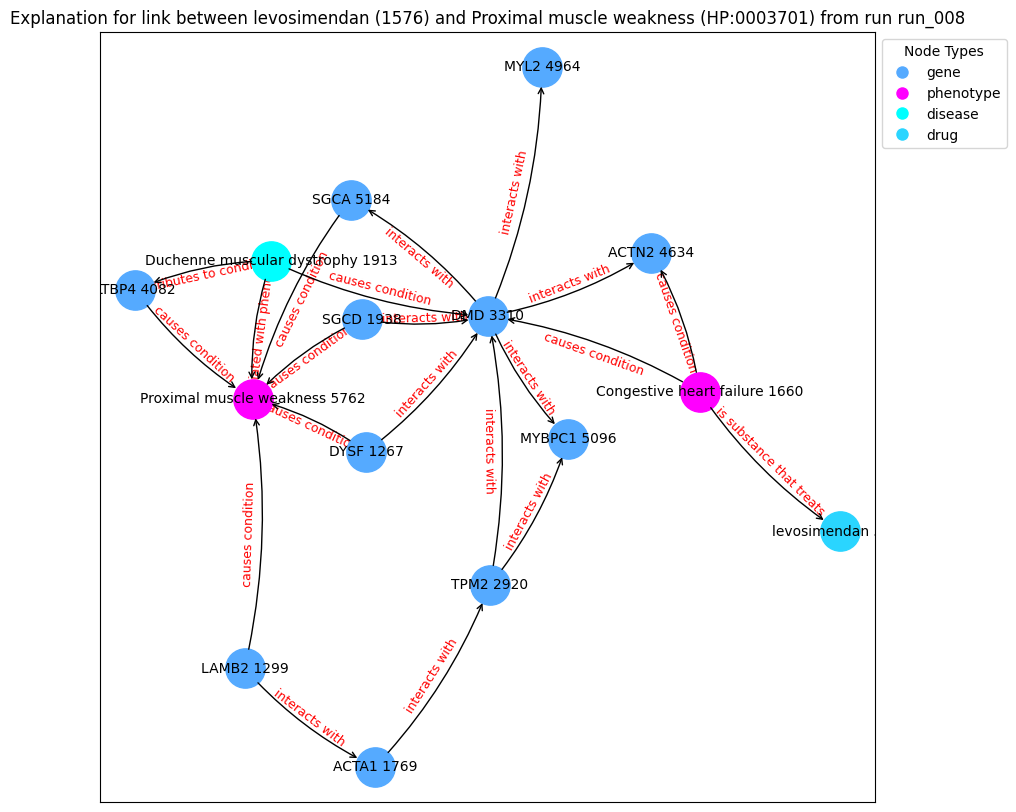 Explanation for link between levosimendan (1576) and Proximal muscle weakness (HP:0003701) from run run_008
Node Types
gene
phenotype
disease
drug
MYL2 4964
interacts with
SGCA 5184
interacts with
ACTN2 4634
Duchenne muscular dystrophy 1913
causes condition
interacts with
TBP4 4082
to condi
causes condition
causes condition
SGCD 1938
interacts with
DMD 3310
causes condition
causes condition
with phen
causes condition
interacts with
interacts with
Proximal muscle weakness 5762
Congestive heart failure 1660
causes condition
is substance that treats
DYSF 1267
MYBPC1 5096
interacts with
interacts with
causes condition
levosimendan
TPM2 2920
LAMB2 1299
interacts with
interacts with
ACTA1 1769